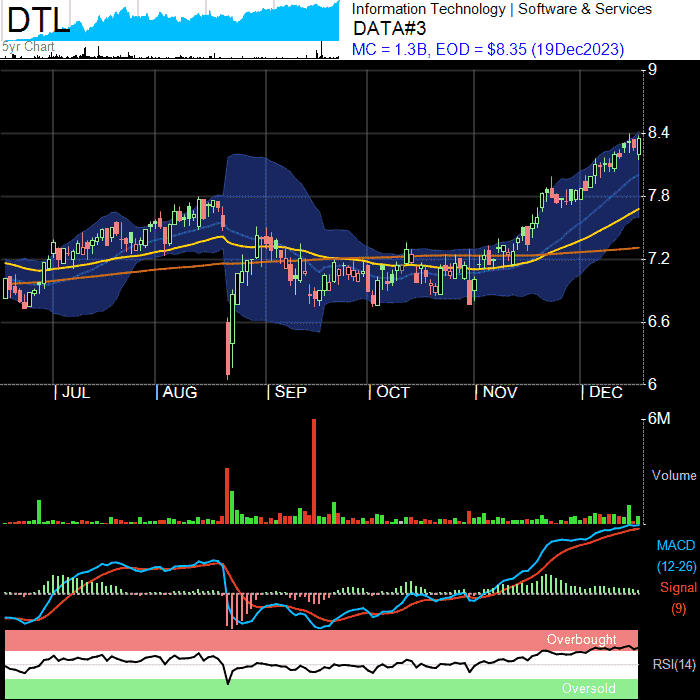 DTL
5yr Chart
Information Technology | Software & Services
DATA#3
MC = 1.3B, EOD = $8.35 (19Dec2023)
9
8.4
7.8
7.2
6.6
6
| JUL | AUG | SEP | OCT | NOV | DEC
6M
Volume
MACD
(12-26)
Signal
(9)
Overbought
RSI(14)
Oversold